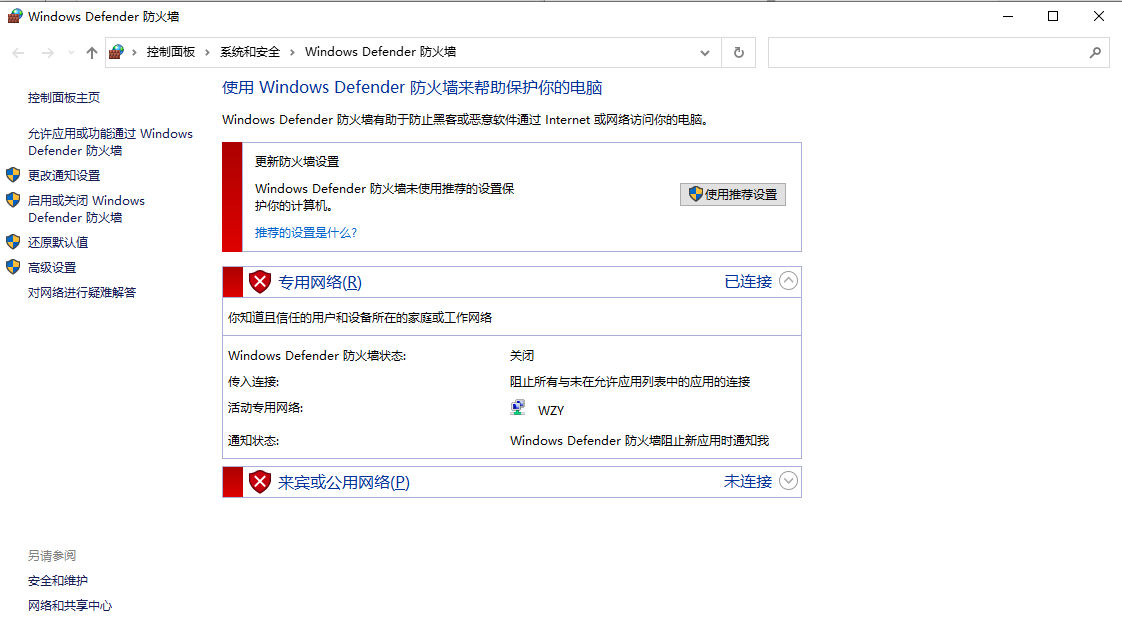 Windows Defender 防火墙
控制面板 › 系统和安全 › Windows Defender 防火墙
控制面板主页
允许应用或功能通过 Windows
Defender 防火墙
更改通知设置
启用或关闭 Windows
Defender 防火墙
还原默认值
高级设置
对网络进行疑难解答
使用 Windows Defender 防火墙来帮助保护你的电脑
Windows Defender 防火墙有助于防止黑客或恶意软件通过 Internet 或网络访问你的电脑。
更新防火墙设置
Windows Defender 防火墙未使用推荐的设置保
护你的计算机。
使用推荐设置
推荐的设置是什么?
专用网络(R) 已连接
你知道且信任的用户和设备所在的家庭或工作网络
Windows Defender 防火墙状态: 关闭
传入连接: 阻止所有与未在允许应用列表中的应用的连接
活动专用网络: WZY
通知状态: Windows Defender 防火墙阻止新应用时通知我
来宾或公用网络(P) 未连接
另请参阅
安全和维护
网络和共享中心